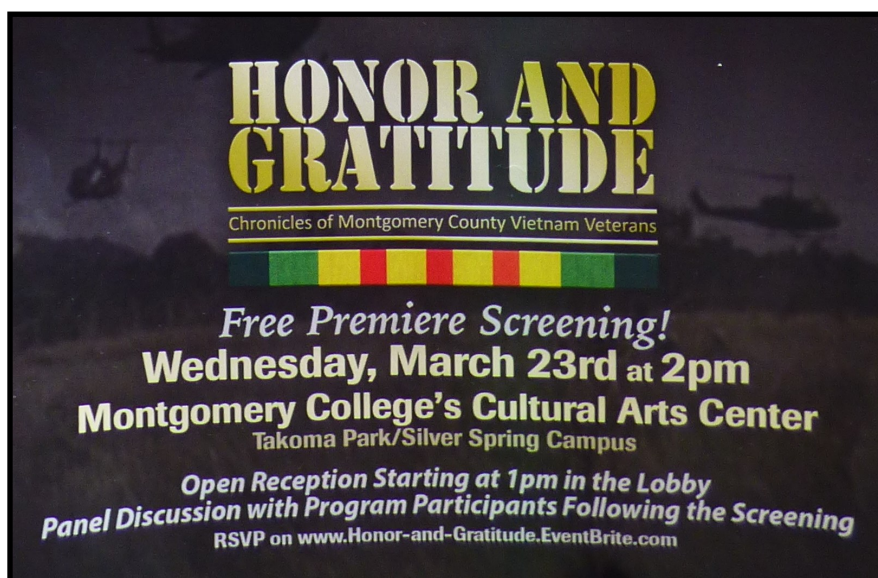 HONOR AND
GRATITUDE
Chronicles of Montgomery County Vietnam Veterans
Free Premiere Screening!
Wednesday, March 23rd at 2pm
Montgomery College's Cultural Arts Center
Takoma Park/Silver Spring Campus
Open Reception Starting at 1pm in the Lobby
Panel Discussion with Program Participants Following the Screening
RSVP on www.Honor-and-Gratitude.EventBrite.com